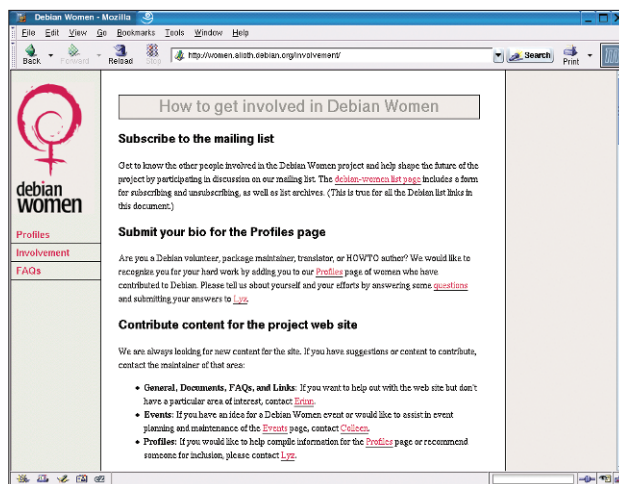 Debian Women - Mozilla
File Edit View Go Bookmarks Tools Window Help
Back Forward Reload Stop http://women.alioth.debian.org/involvement/ Search Print
debian
women
Profiles
Involvement
FAQs
How to get involved in Debian Women
Subscribe to the mailing list
Get to know the other people involved in the Debian Women project and help shape the future of the
project by participating in discussion on our mailing list. The debian-women list page includes a form
for subscribing and unsubscribing, as well as list archives. (This is true for all the Debian list links in
this document.)
Submit your bio for the Profiles page
Are you a Debian volunteer, package maintainer, translator, or HOWTO author? We would like to
recognize you for your hard work by adding you to our Profiles page of women who have
contributed to Debian. Please tell us about yourself and your efforts by answering some questions
and submitting your answers to Lyz.
Contribute content for the project web site
We are always looking for new content for the site. If you have suggestions or content to contribute,
contact the maintainer of that area:
• General, Documents, FAQs, and Links: If you want to help out with the web site but don't
have a particular area of interest, contact Erinn.
• Events: If you have an idea for a Debian Women event or would like to assist in event
planning and maintenance of the Events page, contact Colleen.
• Profiles: If you would like to help compile information for the Profiles page or recommend
someone for inclusion, please contact Lyz.